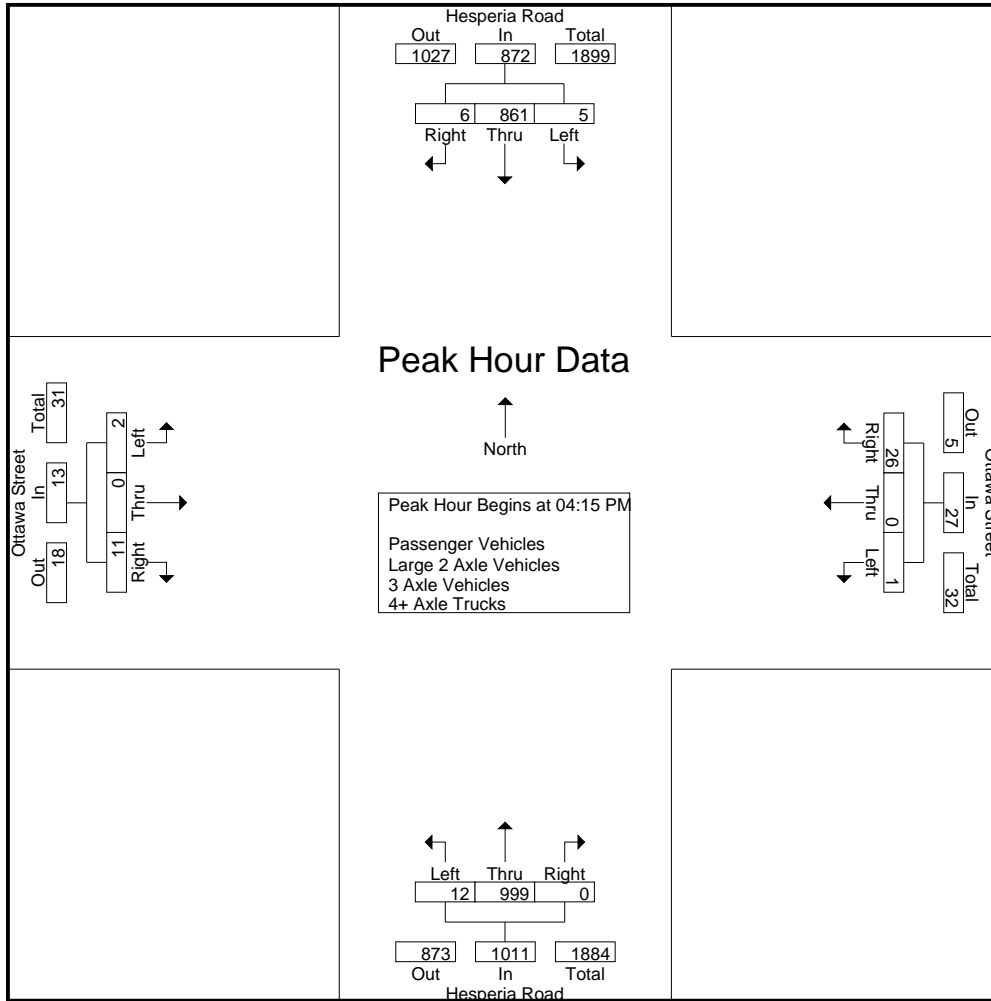 Hesperia Road
Out In Total
1027 872 1899
6 861 5
Right Thru Left
Peak Hour Data
North
Peak Hour Begins at 04:15 PM
Passenger Vehicles
Large 2 Axle Vehicles
3 Axle Vehicles
4+ Axle Trucks
Ottawa Street
Out In Total
18 13 31
Right Thru Left
11 0 2
Ottawa Street
Out In Total
5 27 32
26 0 1
Right Thru Left
Left Thru Right
12 999 0
873 1011 1884
Out In Total
Hesperia Road